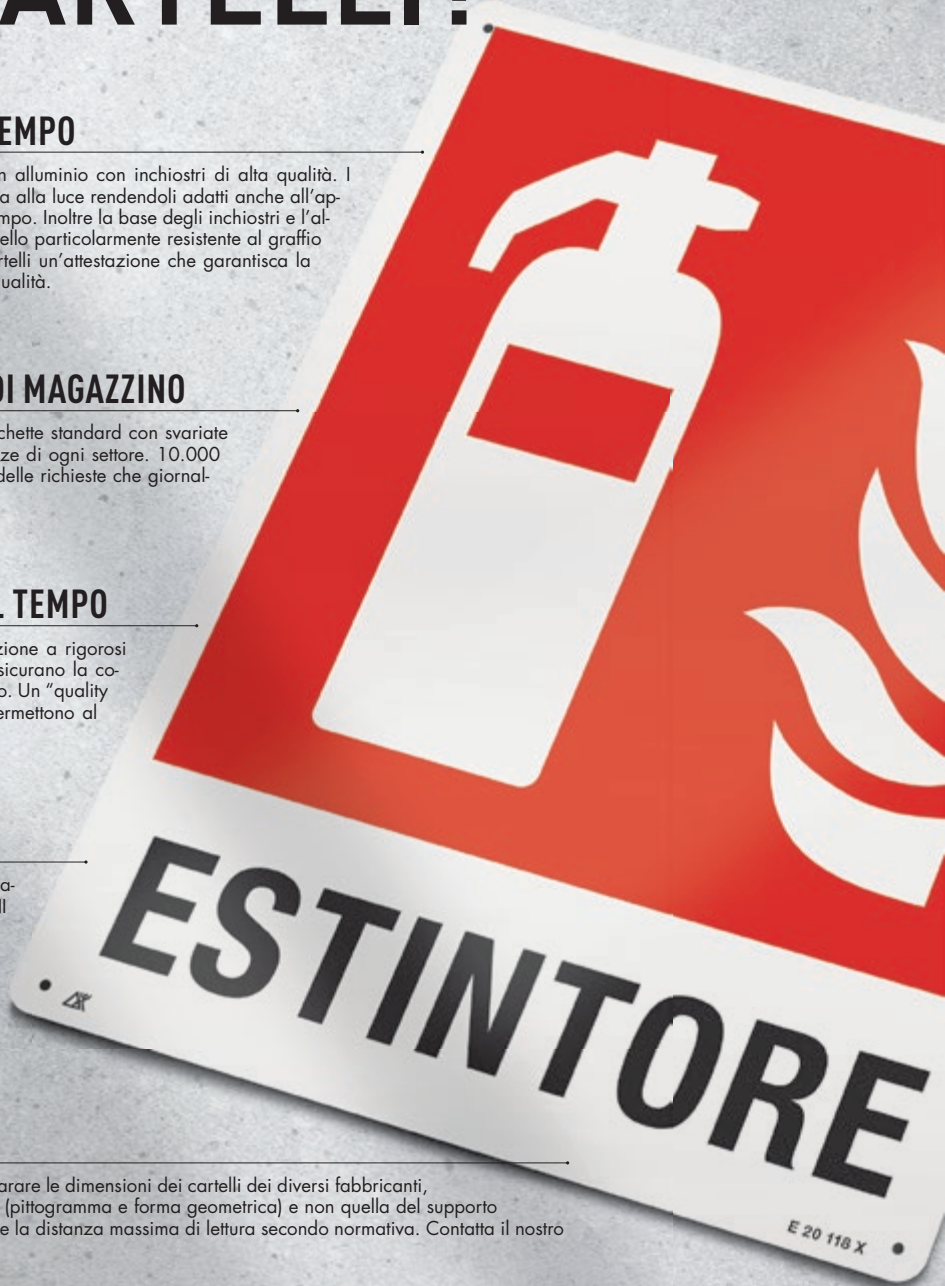 ARTELLI?
EMPO
n alluminio con inchiostri di alta qualità. I
a alla luce rendendoli adatti anche all'ap-
mpo. Inoltre la base degli inchiostri e l'al-
ello particolarmente resistente al graffio
rtelli un'attestazione che garantisca la
ualità.
DI MAGAZZINO
chette standard con svariate
ze di ogni settore. 10.000
delle richieste che giornal-
L TEMPO
zione a rigorosi
sicurano la co-
o. Un "quality
ermettono al
a-
ll
ESTINTORE
E 20 118 X
arare le dimensioni dei cartelli dei diversi fabbricanti,
(pittogramma e forma geometrica) e non quella del supporto
e la distanza massima di lettura secondo normativa. Contatta il nostro